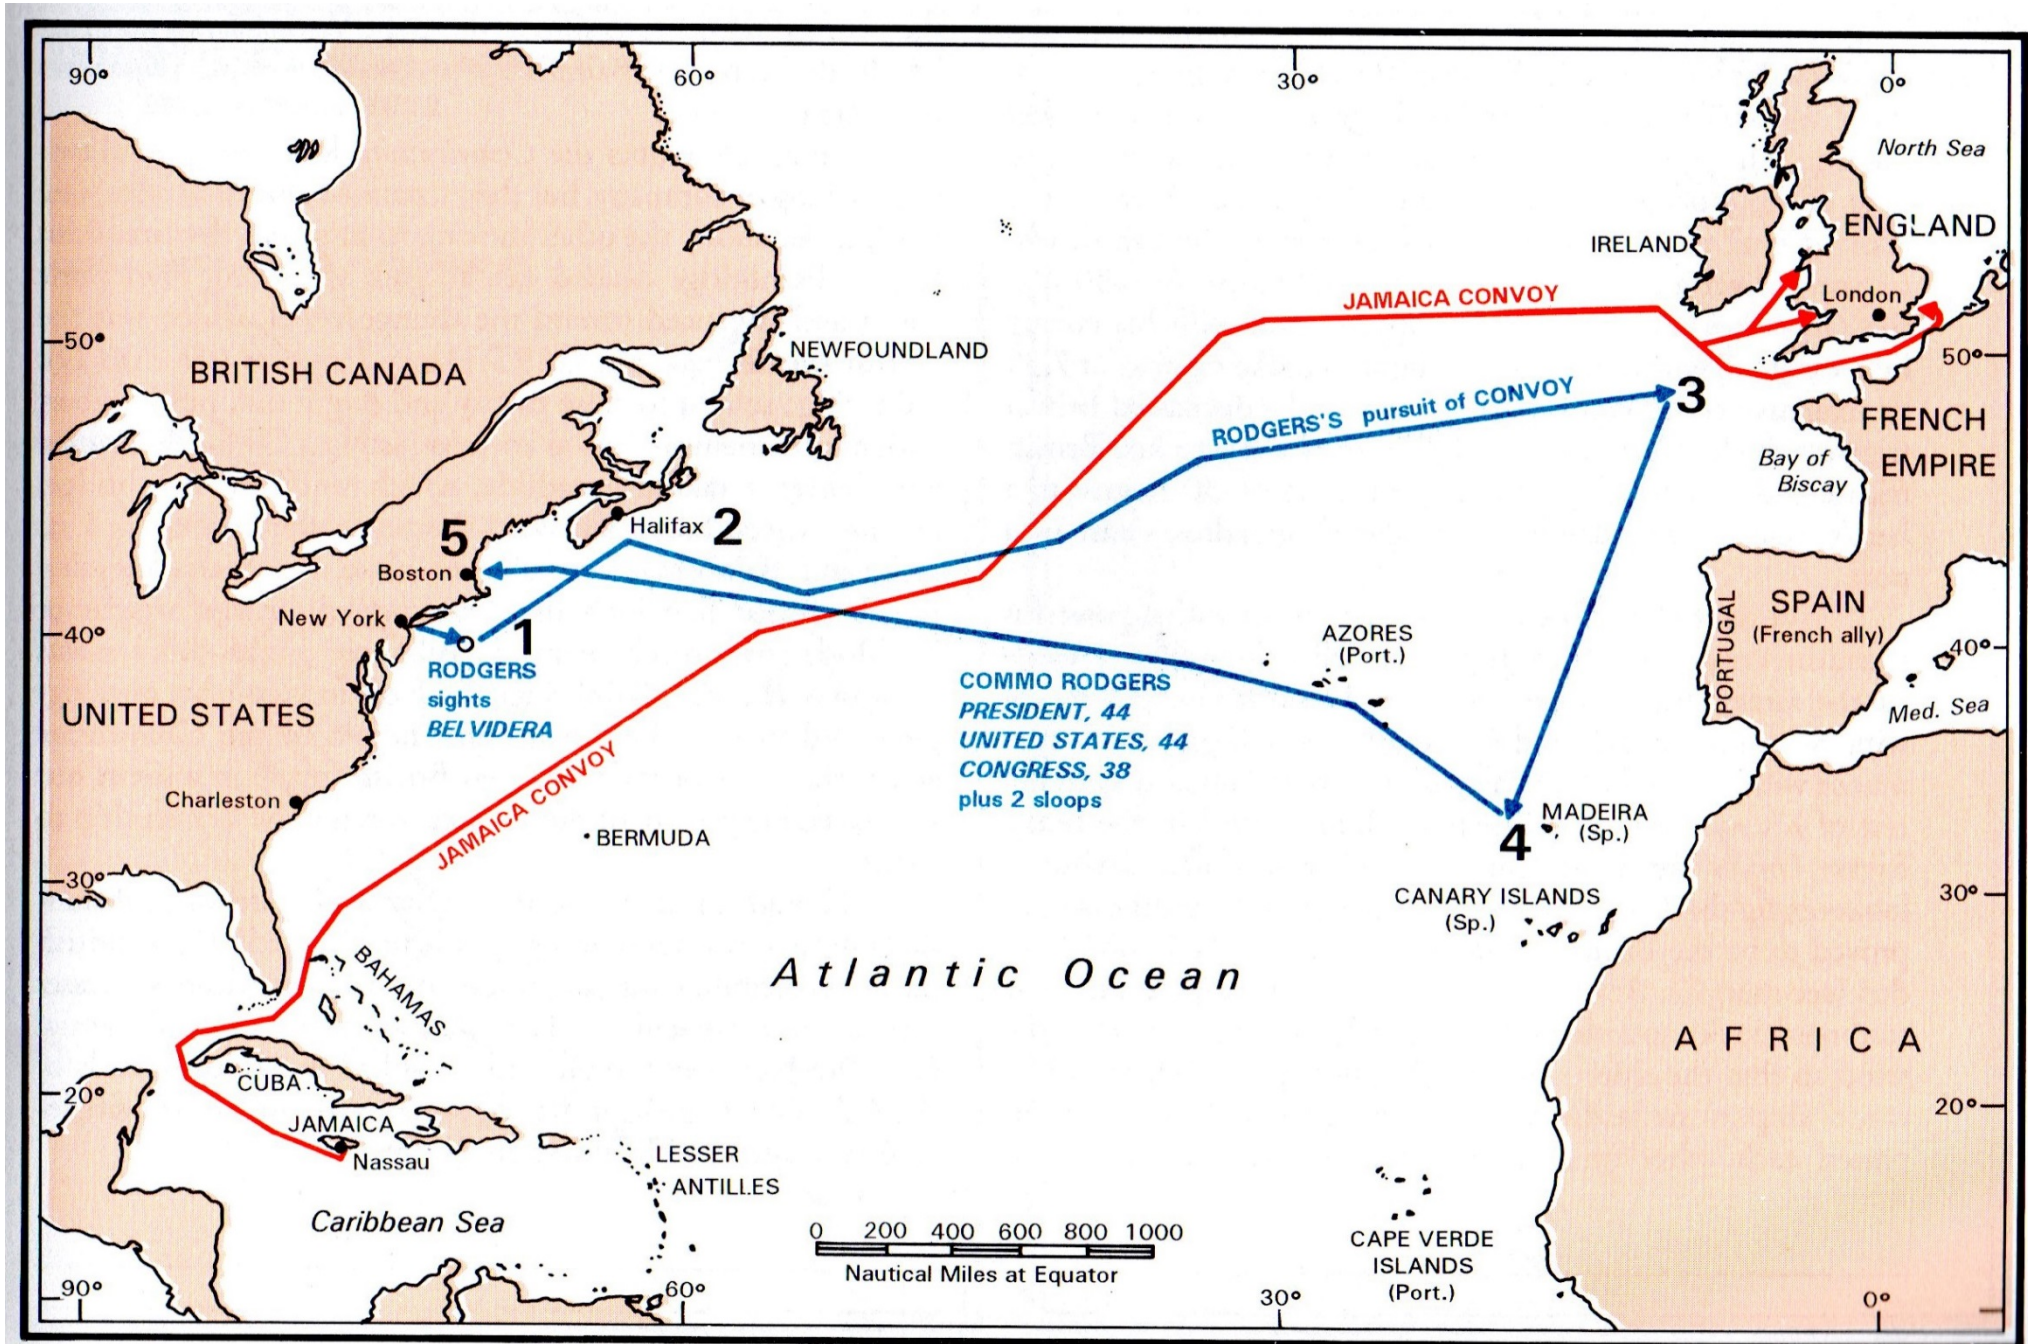 90°
60°
30°
0°
North Sea
ENGLAND
IRELAND
London
JAMAICA CONVOY
50°
50°
NEWFOUNDLAND
BRITISH CANADA
RODGERS'S pursuit of CONVOY
3
FRENCH
EMPIRE
Bay of
Biscay
Halifax
2
5
Boston
New York
40°
1
RODGERS
sights
BELVIDERA
AZORES
(Port.)
PORTUGAL
SPAIN
(French ally)
40°
Med. Sea
UNITED STATES
COMMO RODGERS
PRESIDENT, 44
UNITED STATES, 44
CONGRESS, 38
plus 2 sloops
JAMAICA CONVOY
Charleston
BERMUDA
MADEIRA
(Sp.)
4
30°
CANARY ISLANDS
(Sp.)
30°
BAHAMAS
Atlantic Ocean
AFRICA
CUBA
20°
20°
JAMAICA
Nassau
LESSER
ANTILLES
Caribbean Sea
0 200 400 600 800 1000
Nautical Miles at Equator
CAPE VERDE
ISLANDS
(Port.)
90°
60°
30°
0°